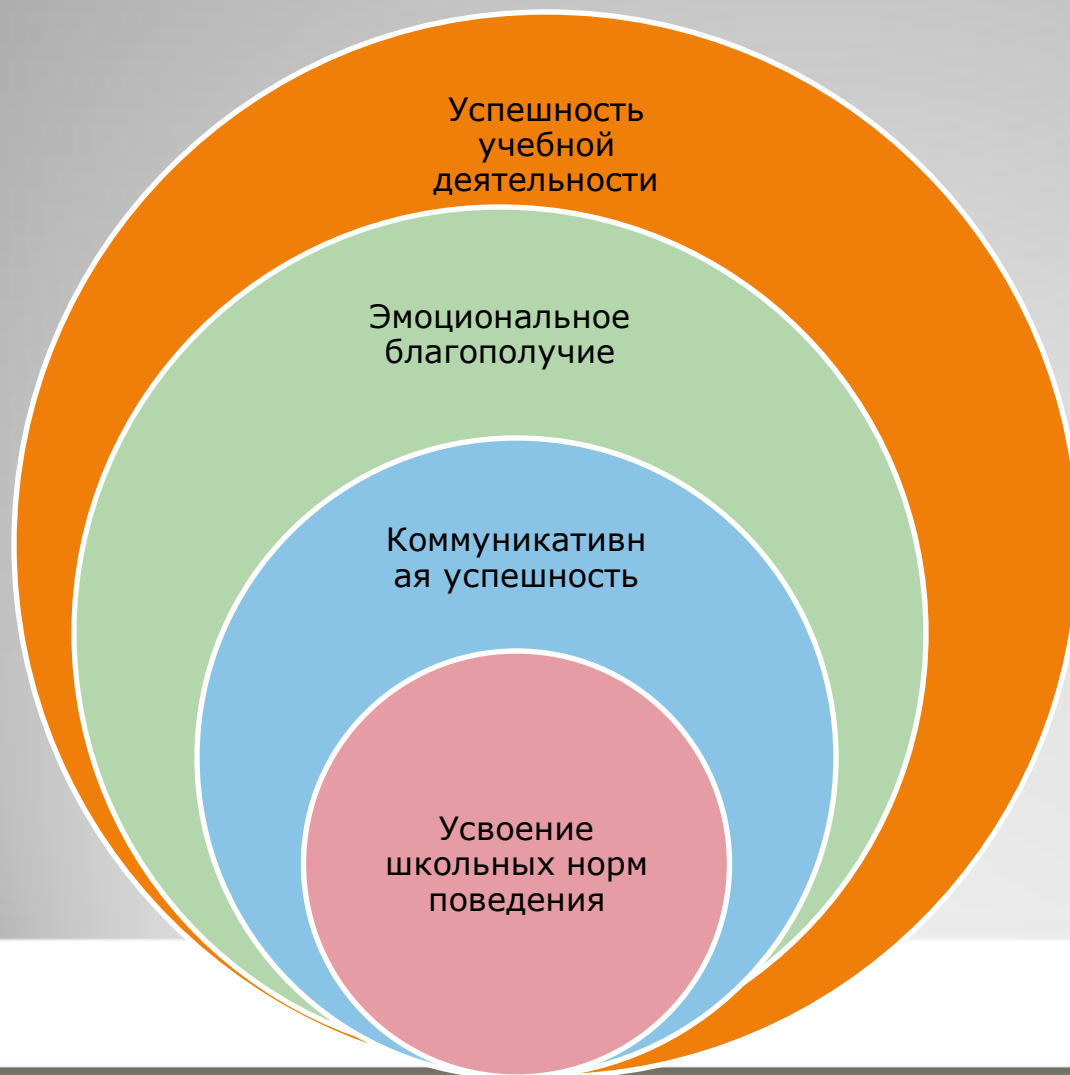 Успешность
учебной
деятельности
Эмоциональное
благополучие
Коммуникативн
ая успешность
Усвоение
школьных норм
поведения